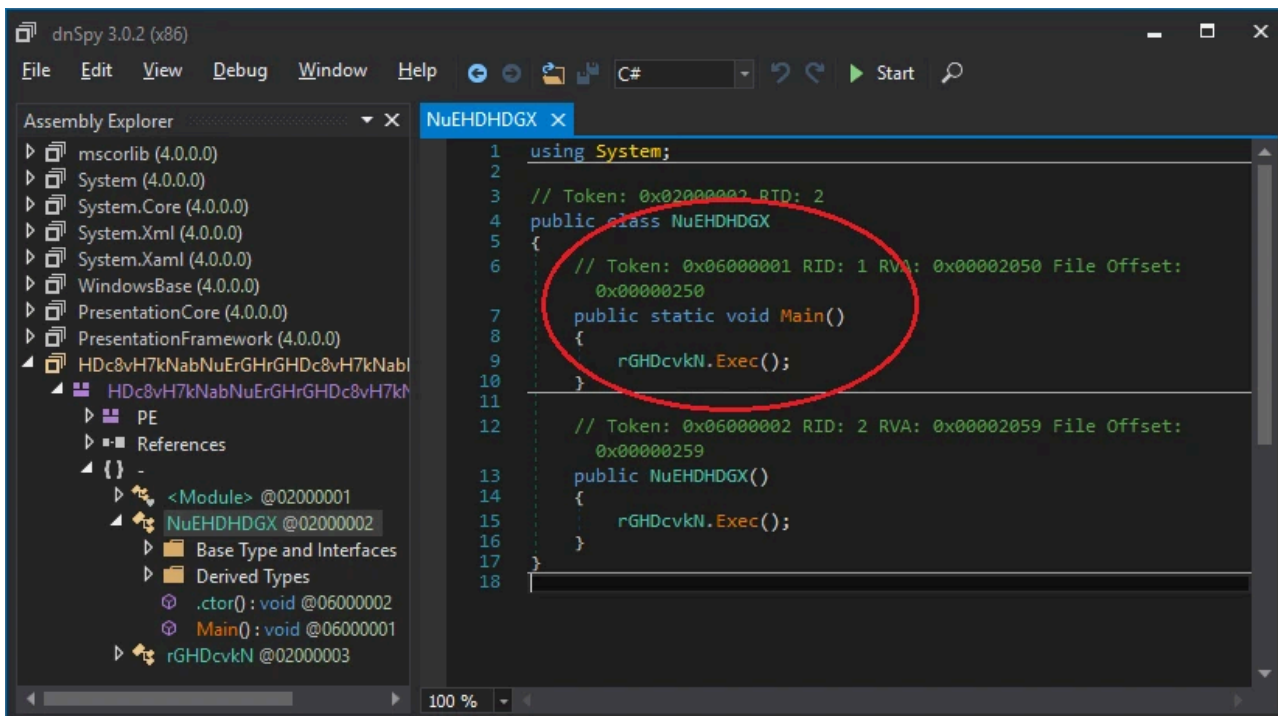 dnSpy 3.0.2 (x86)
File Edit View Debug Window Help C# Start
Assembly Explorer
mscorlib (4.0.0.0)
System (4.0.0.0)
System.Core (4.0.0.0)
System.Xml (4.0.0.0)
System.Xaml (4.0.0.0)
WindowsBase (4.0.0.0)
PresentationCore (4.0.0.0)
PresentationFramework (4.0.0.0)
HDc8vH7kNabNuErGHrGHDc8vH7kNabl
HDc8vH7kNabNuErGHrGHDc8vH7kN
PE
References
{ } -
<Module> @02000001
NuEHDHDGX @02000002
Base Type and Interfaces
Derived Types
.ctor() : void @06000002
Main() : void @06000001
rGHDcvkN @02000003
NuEHDHDGX
1 using System;
2
3 // Token: 0x02000002 RID: 2
4 public class NuEHDHDGX
5 {
6 // Token: 0x06000001 RID: 1 RVA: 0x00002050 File Offset:
0x00000250
7 public static void Main()
8 {
9 rGHDcvkN.Exec();
10 }
11
12 // Token: 0x06000002 RID: 2 RVA: 0x00002059 File Offset:
0x00000259
13 public NuEHDHDGX()
14 {
15 rGHDcvkN.Exec();
16 }
17 }
18
100 %